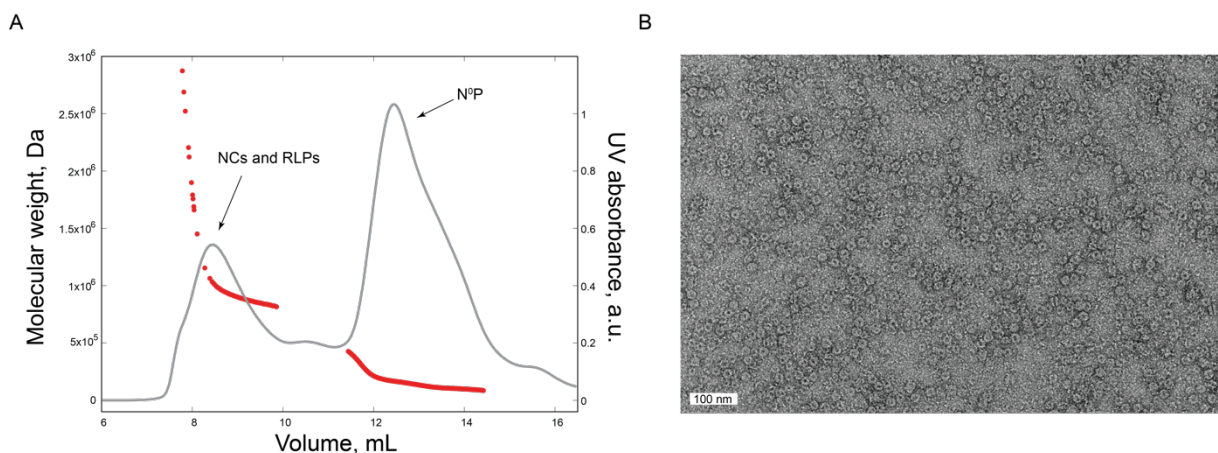 A
B
3x10⁶
2.5x10⁶
2x10⁶
1.5x10⁶
1x10⁶
5x10⁵
0
Molecular weight, Da
NCs and RLPs
N⁰P
1
0.8
0.6
0.4
0.2
0
UV absorbance, a.u.
6 8 10 12 14 16
Volume, mL
100 nm